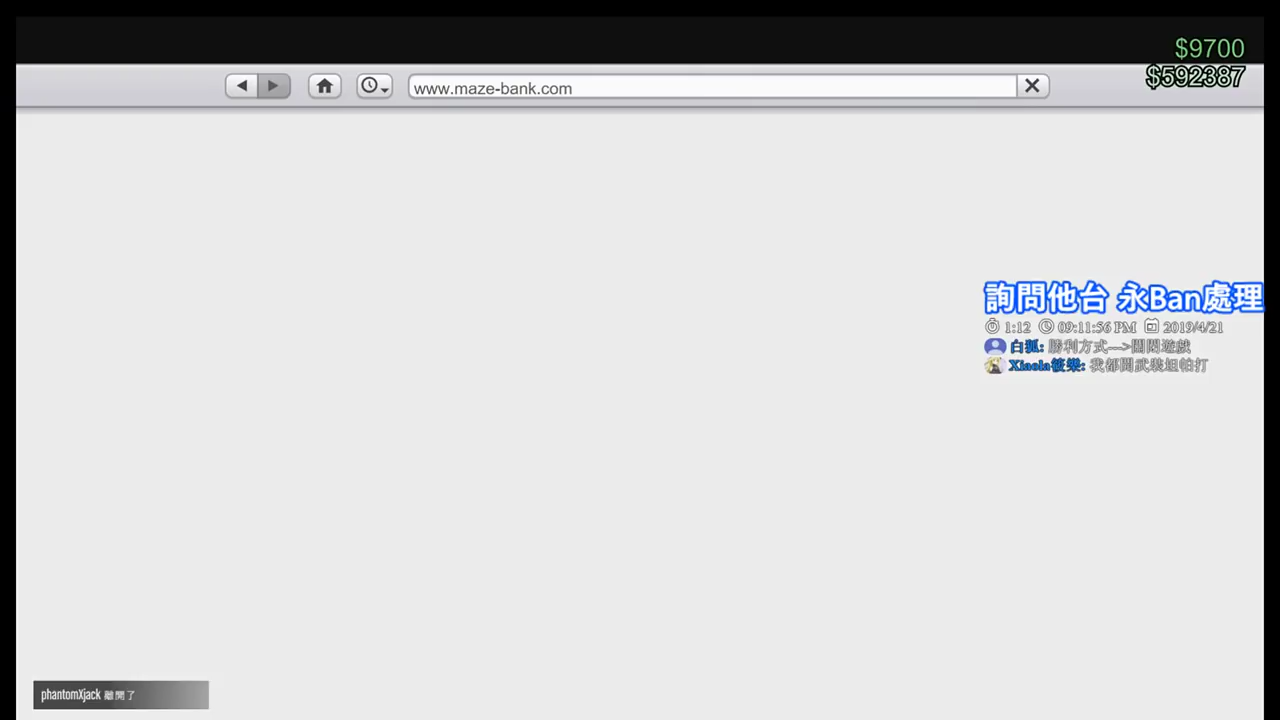 $9700
$592387
www.maze-bank.com
詢問他台 永Ban處理
1:12 09:11:56 PM 2019/4/21
白狐: 勝利方式-->關閉遊戲
Xiaola筱樂: 我都開武裝坦帕打
phantomXjack 離開了